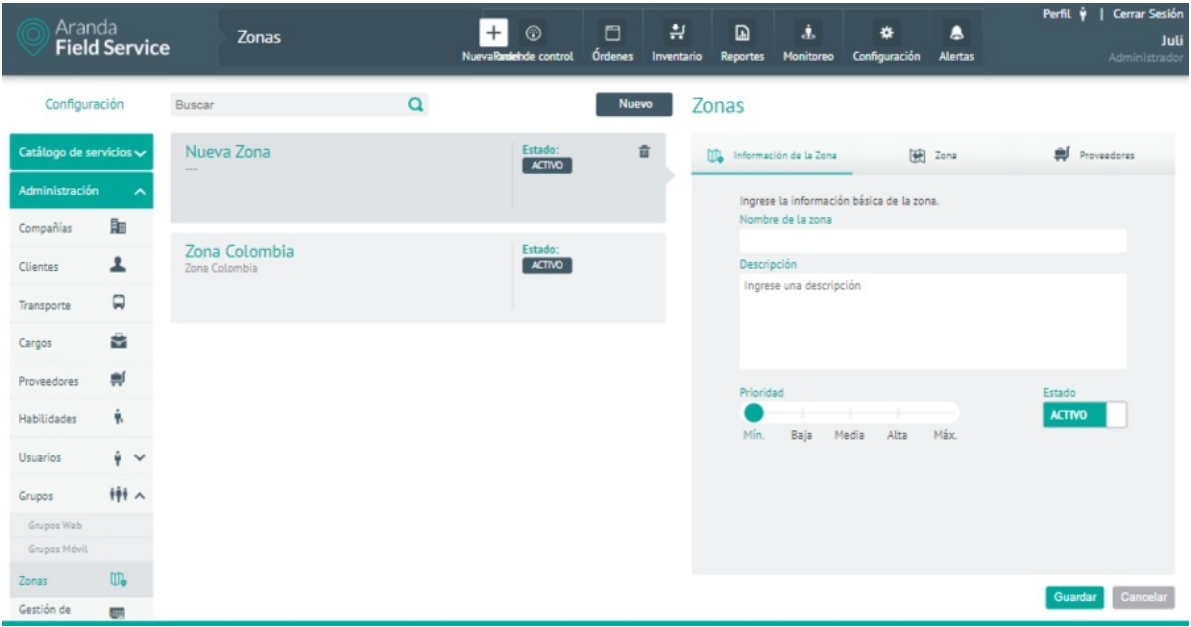 Aranda
Field Service
Zonas
Perfil | Cerrar Sesión
Juli
Administrador
Panel de control
Órdenes
Inventario
Reportes
Monitoreo
Configuración
Alertas
Configuración
Buscar
Nuevo
Zonas
Catálogo de servicios
Administración
Compañías
Clientes
Transporte
Cargos
Proveedores
Habilidades
Usuarios
Grupos
Grupos Web
Grupos Móvil
Zonas
Gestión de
Nueva Zona
---
Estado:
ACTIVO
Zona Colombia
Zona Colombia
Estado:
ACTIVO
Información de la Zona
Zona
Proveedores
Ingrese la información básica de la zona.
Nombre de la zona
Descripción
Ingrese una descripción
Prioridad
Mín. Baja Media Alta Máx.
Estado
ACTIVO
Guardar
Cancelar